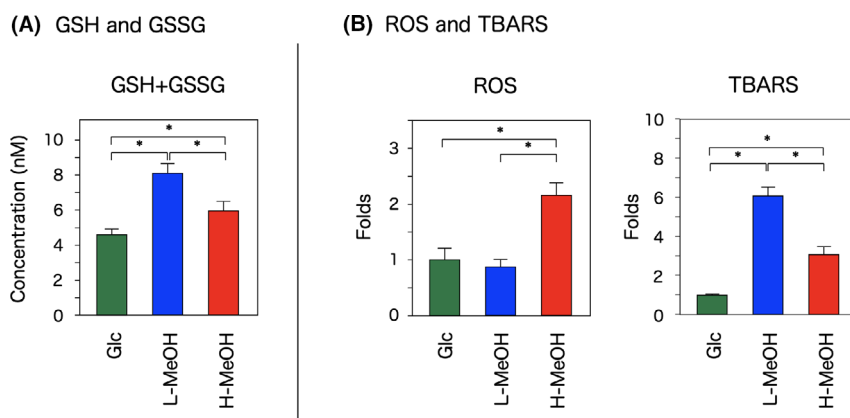 (A) GSH and GSSG
(B) ROS and TBARS
GSH+GSSG
Concentration (nM)
10
8
6
4
2
0
*
*
*
Glc
L-MeOH
H-MeOH
ROS
Folds
3
2
1
0
*
*
Glc
L-MeOH
H-MeOH
TBARS
Folds
10
8
6
4
2
0
*
*
*
Glc
L-MeOH
H-MeOH